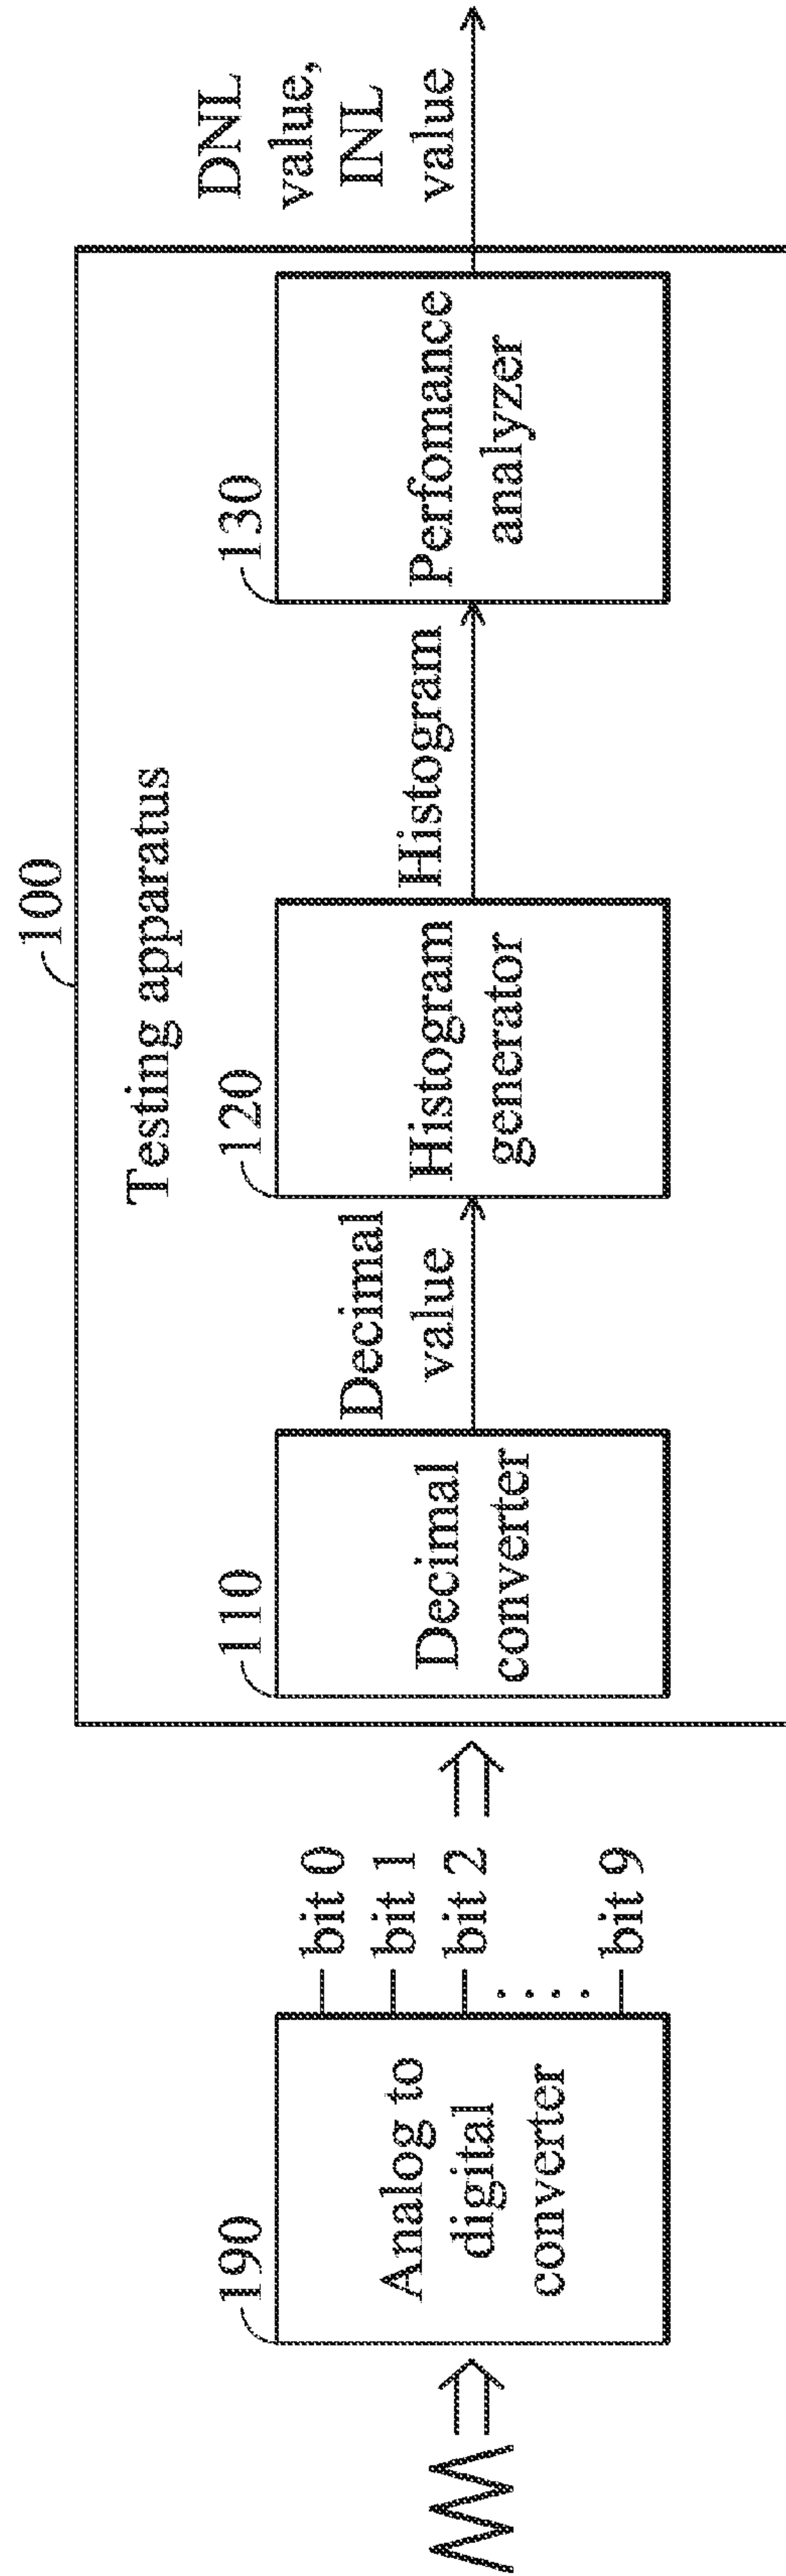 100
Testing apparatus
190
Analog to
digital
converter
bit 0
bit 1
bit 2
bit 9
110
Decimal
converter
Decimal
value
120
Histogram
generator
Histogram
130
Perfomance
analyzer
DNL
value,
INL
value